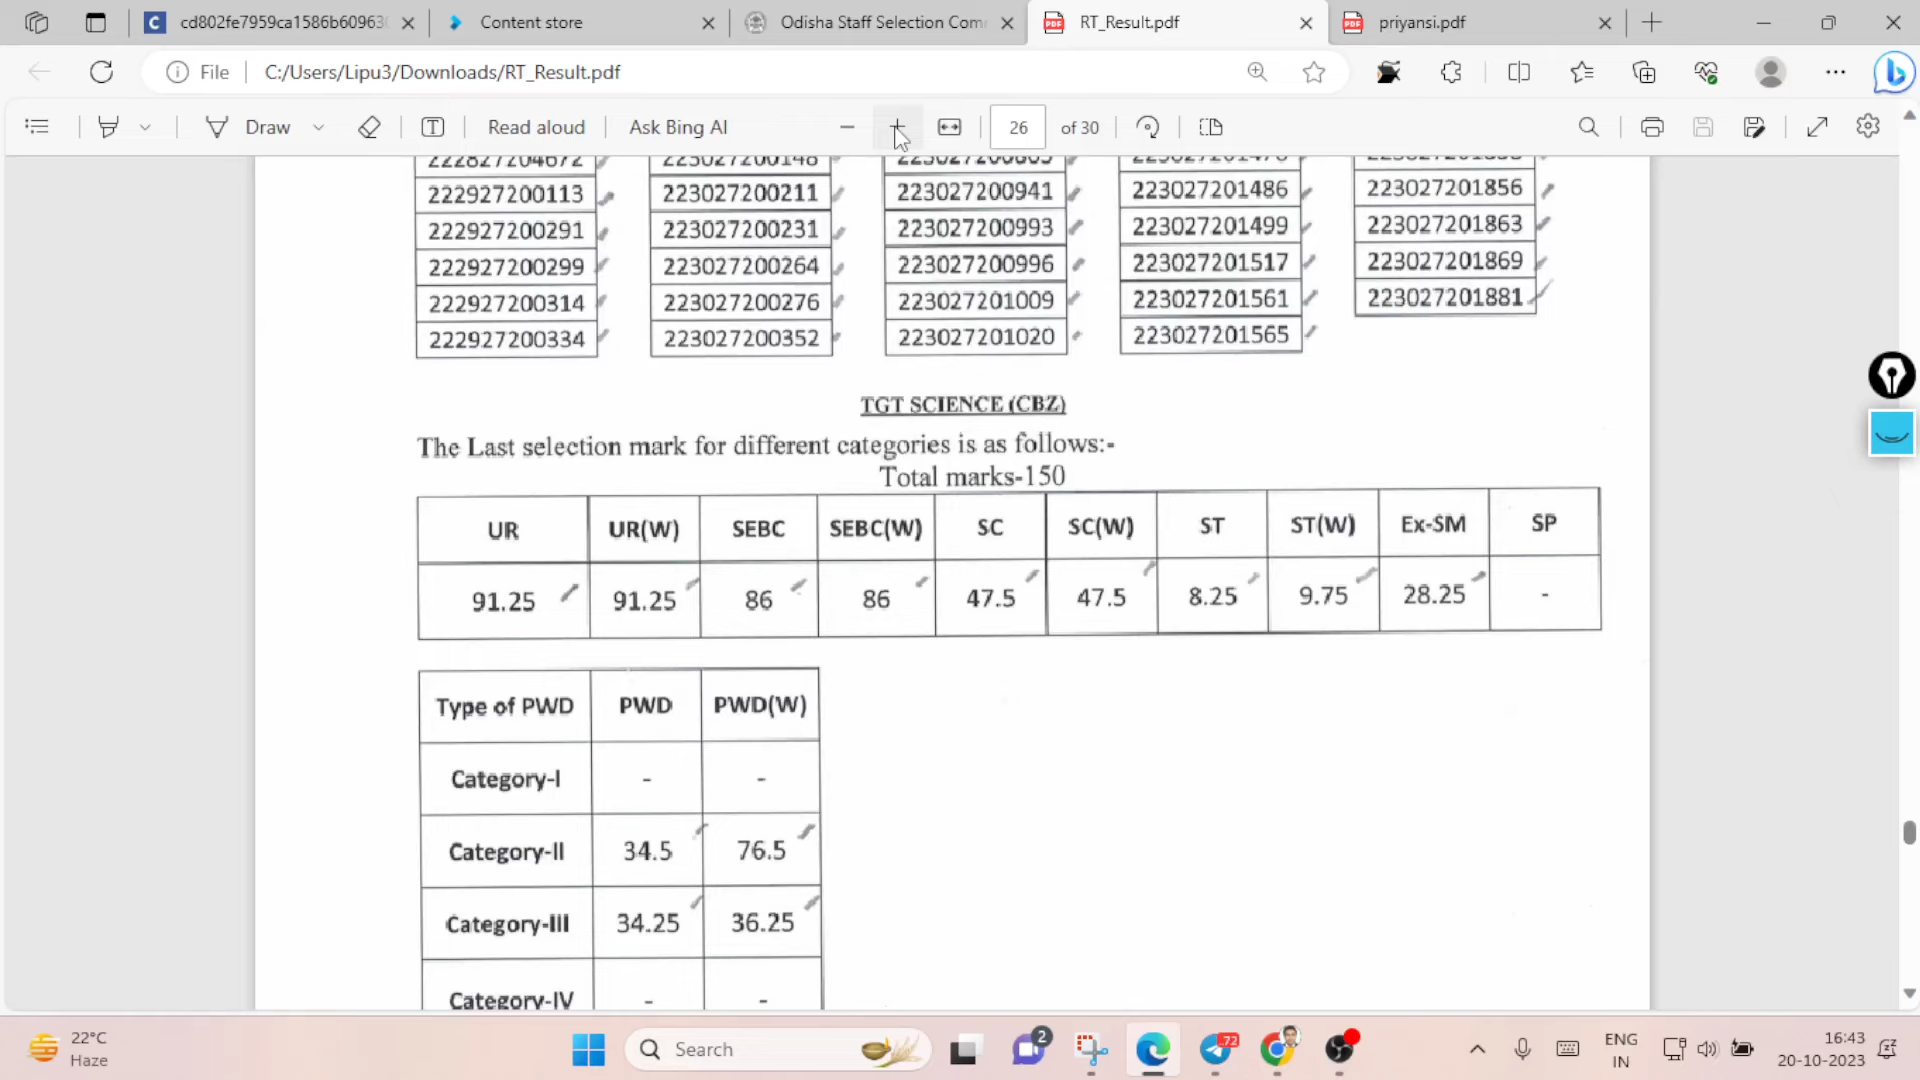 cd802fe7959ca1586b60963
Content store
Odisha Staff Selection Com
RT_Result.pdf
priyansi.pdf
File
C:/Users/Lipu3/Downloads/RT_Result.pdf
Draw
Read aloud
Ask Bing AI
26
of 30
222827204672 223027200148
222927200113 223027200211 223027200941 223027201486 223027201856
222927200291 223027200231 223027200993 223027201499 223027201863
222927200299 223027200264 223027200996 223027201517 223027201869
222927200314 223027200276 223027201009 223027201561 223027201881
222927200334 223027200352 223027201020 223027201565
TGT SCIENCE (CBZ)
The Last selection mark for different categories is as follows:-
Total marks-150
UR UR(W) SEBC SEBC(W) SC SC(W) ST ST(W) Ex-SM SP
91.25 91.25 86 86 47.5 47.5 8.25 9.75 28.25 -
Type of PWD PWD PWD(W)
Category-I - -
Category-II 34.5 76.5
Category-III 34.25 36.25
Category-IV - -
22°C
Haze
Search
2
72
ENG
IN
16:43
20-10-2023